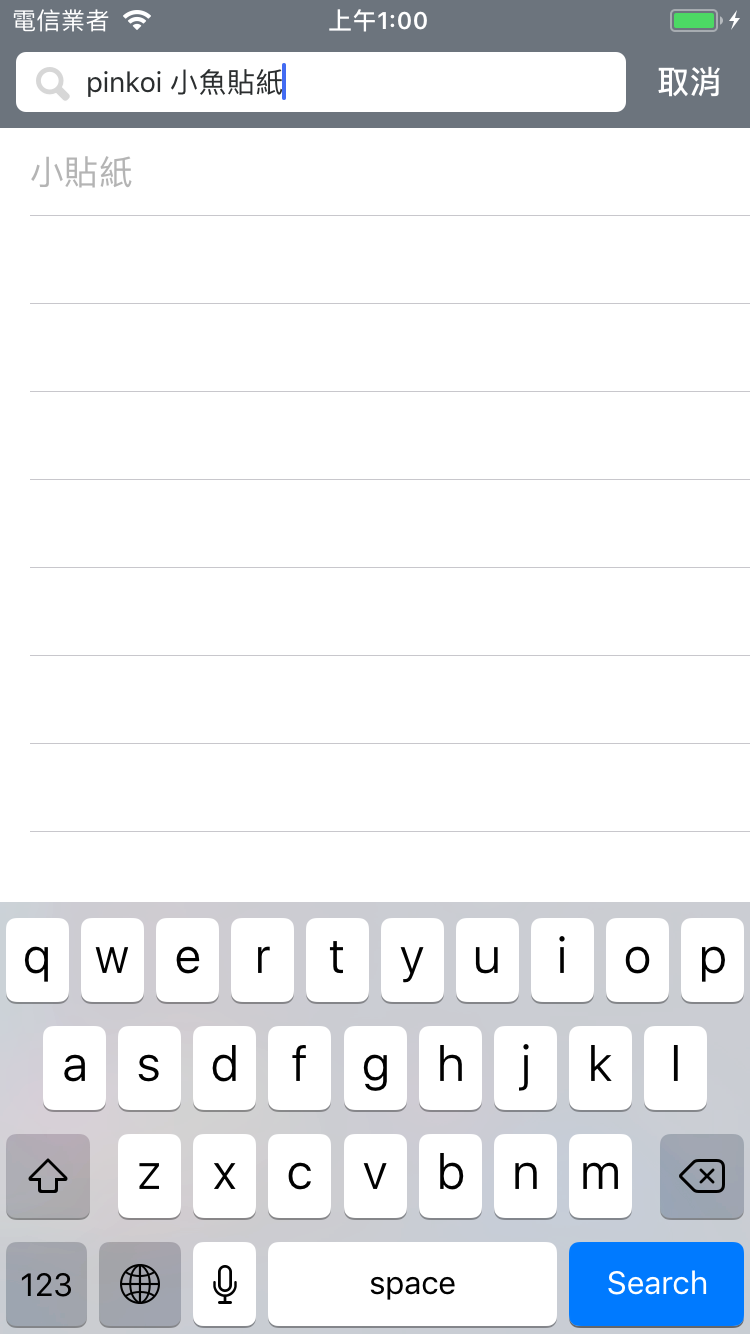 電信業者 上午1:00
pinkoi 小魚貼紙 取消
小貼紙
q w e r t y u i o p
a s d f g h j k l
z x c v b n m
123 space Search